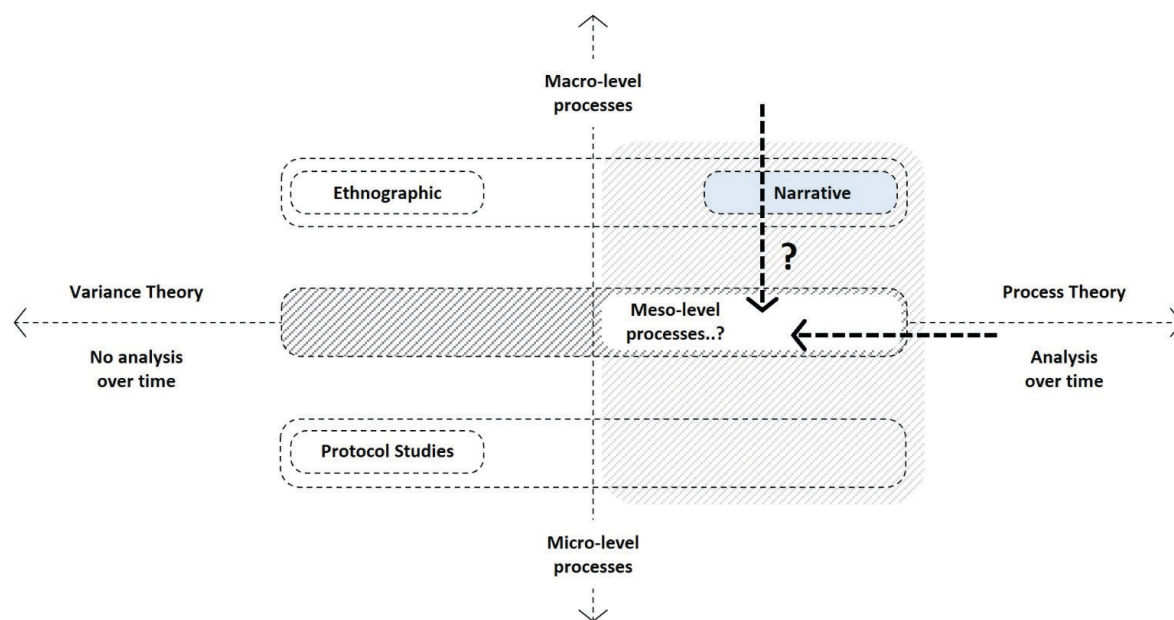 Macro-level
processes
Ethnographic
Narrative
?
Variance Theory
No analysis
over time
Meso-level
processes..?
Process Theory
Analysis
over time
Protocol Studies
Micro-level
processes